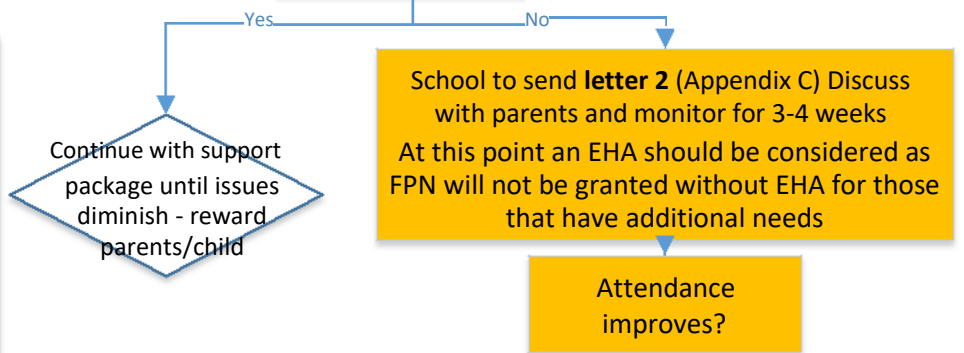 Yes
No
Continue with support
package until issues
diminish - reward
parents/child
School to send letter 2 (Appendix C) Discuss
with parents and monitor for 3-4 weeks
At this point an EHA should be considered as
FPN will not be granted without EHA for those
that have additional needs
Attendance
improves?